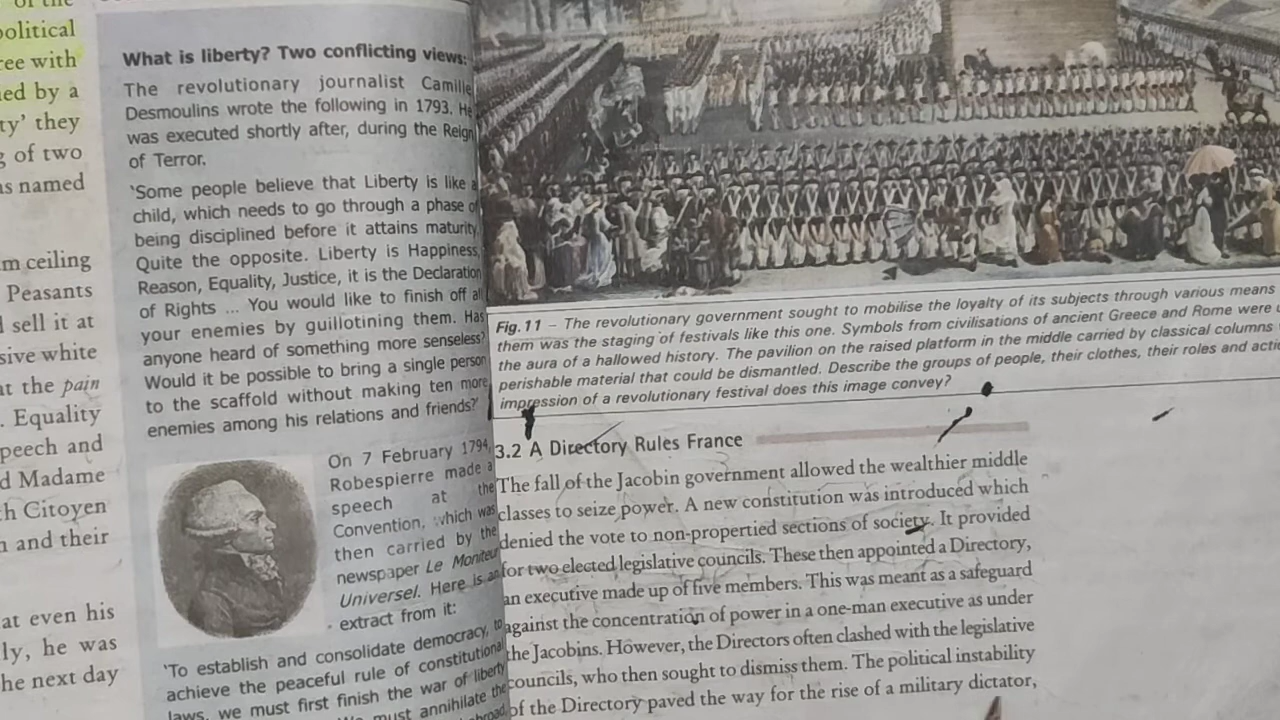 of the
political
ree with
ed by a
ty' they
g of two
as named
m ceiling
Peasants
sell it at
sive white
at the pain
. Equality
peech and
d Madame
h Citoyen
and their
at even his
ly, he was
he next day
What is liberty? Two conflicting views:
The revolutionary journalist Camille
Desmoulins wrote the following in 1793. He
was executed shortly after, during the Reign
of Terror.
'Some people believe that Liberty is like a
child, which needs to go through a phase of
being disciplined before it attains maturity.
Quite the opposite. Liberty is Happiness,
Reason, Equality, Justice, it is the Declaration
of Rights ... You would like to finish off all
your enemies by guillotining them. Has
anyone heard of something more senseless?
Would it be possible to bring a single person
to the scaffold without making ten more
enemies among his relations and friends?'
On 7 February 1794,
Robespierre made a
speech at the
Convention, which was
then carried by the
newspaper Le Moniteur
Universel. Here is an
extract from it:
'To establish and consolidate democracy, to
achieve the peaceful rule of constitutional
laws, we must first finish the war of liberty
must annihilate the
Fig. 11 – The revolutionary government sought to mobilise the loyalty of its subjects through various means
them was the staging of festivals like this one. Symbols from civilisations of ancient Greece and Rome were
the aura of a hallowed history. The pavilion on the raised platform in the middle carried by classical columns
perishable material that could be dismantled. Describe the groups of people, their clothes, their roles and
impression of a revolutionary festival does this image convey?
3.2 A Directory Rules France
The fall of the Jacobin government allowed the wealthier middle
classes to seize power. A new constitution was introduced which
denied the vote to non-propertied sections of society. It provided
for two elected legislative councils. These then appointed a Directory,
an executive made up of five members. This was meant as a safeguard
against the concentration of power in a one-man executive as under
the Jacobins. However, the Directors often clashed with the legislative
councils, who then sought to dismiss them. The political instability
of the Directory paved the way for the rise of a military dictator,